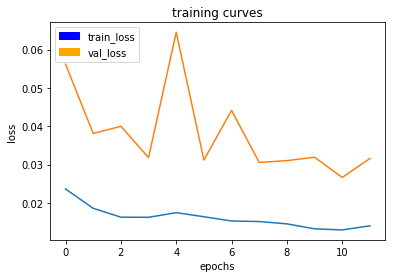 training curves
train_loss
val_loss
0.06
0.05
0.04
0.03
0.02
loss
0 2 4 6 8 10
epochs